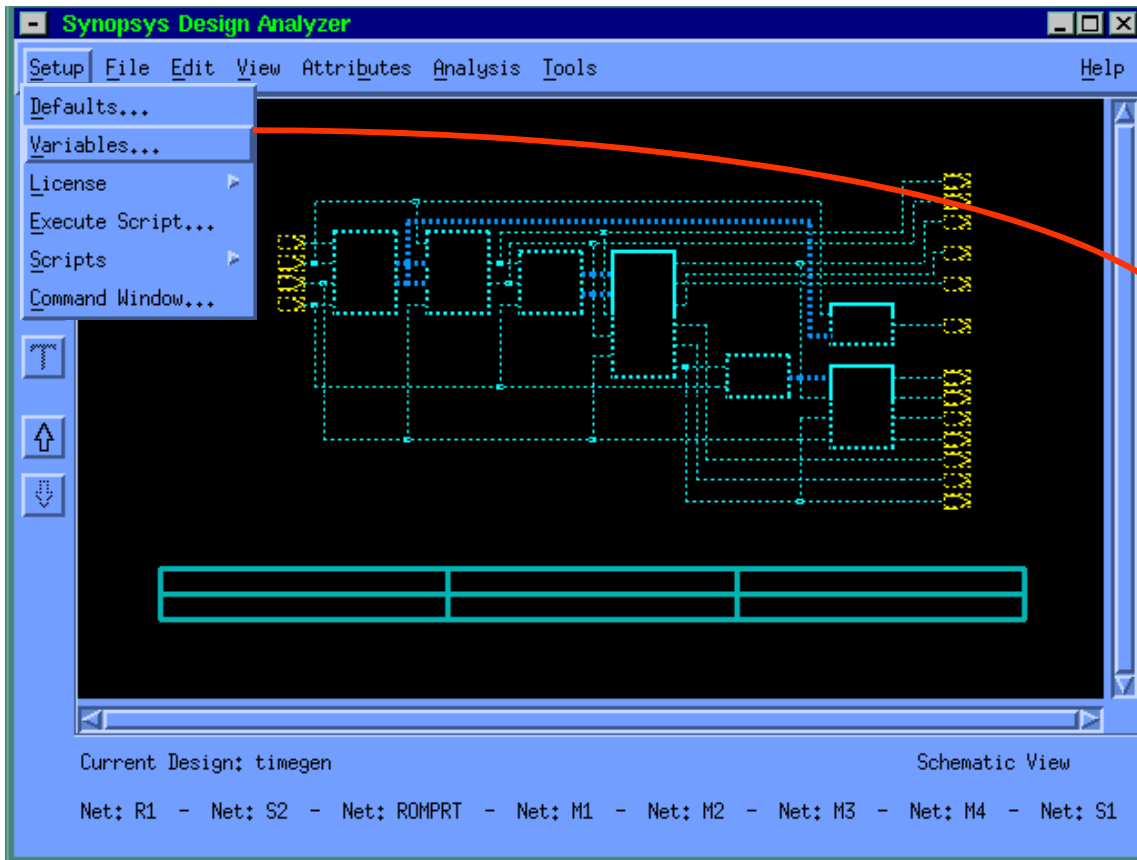 Synopsys Design Analyzer
Setup File Edit View Attributes Analysis Tools Help
Defaults...
Variables...
License
Execute Script...
Scripts
Command Window...
Current Design: timegen Schematic View
Net: R1 - Net: S2 - Net: ROMPRT - Net: M1 - Net: M2 - Net: M3 - Net: M4 - Net: S1